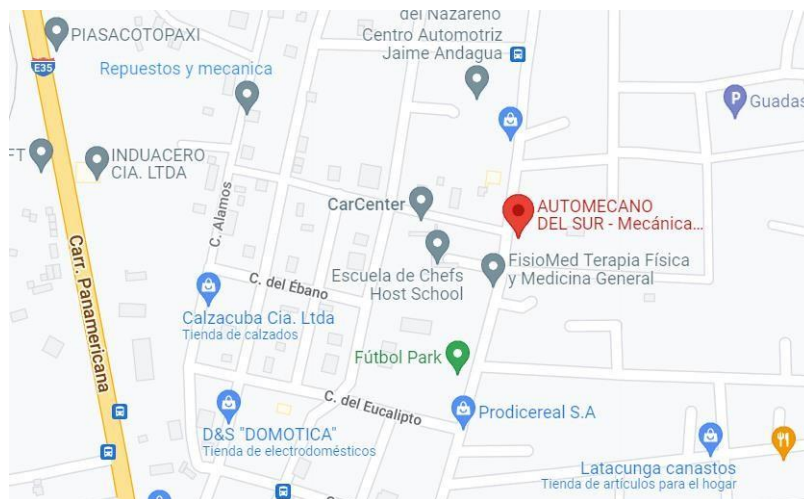 del Nazareno
Centro Automotriz
Jaime Andagua
PIASACOTOPAXI
E35
Repuestos y mecanica
P
Guadas
FT
INDUACERO
CIA. LTDA
C. Alamos
CarCenter
AUTOMECANO
DEL SUR - Mecánica...
Carr. Panamericana
Escuela de Chefs
Host School
FisioMed Terapia Física
y Medicina General
C. del Ébano
Calzacuba Cia. Ltda
Tienda de calzados
Fútbol Park
C. del Eucalipto
Prodicereal S.A
D&S "DOMOTICA"
Tienda de electrodomésticos
Latacunga canastos
Tienda de artículos para el hogar